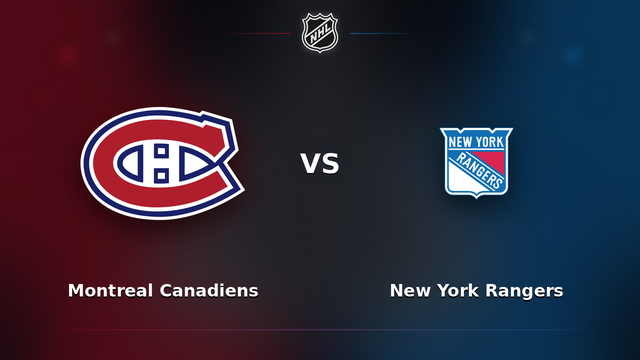 NHL
VS
NEW YORK
RANGERS
Montreal Canadiens
New York Rangers